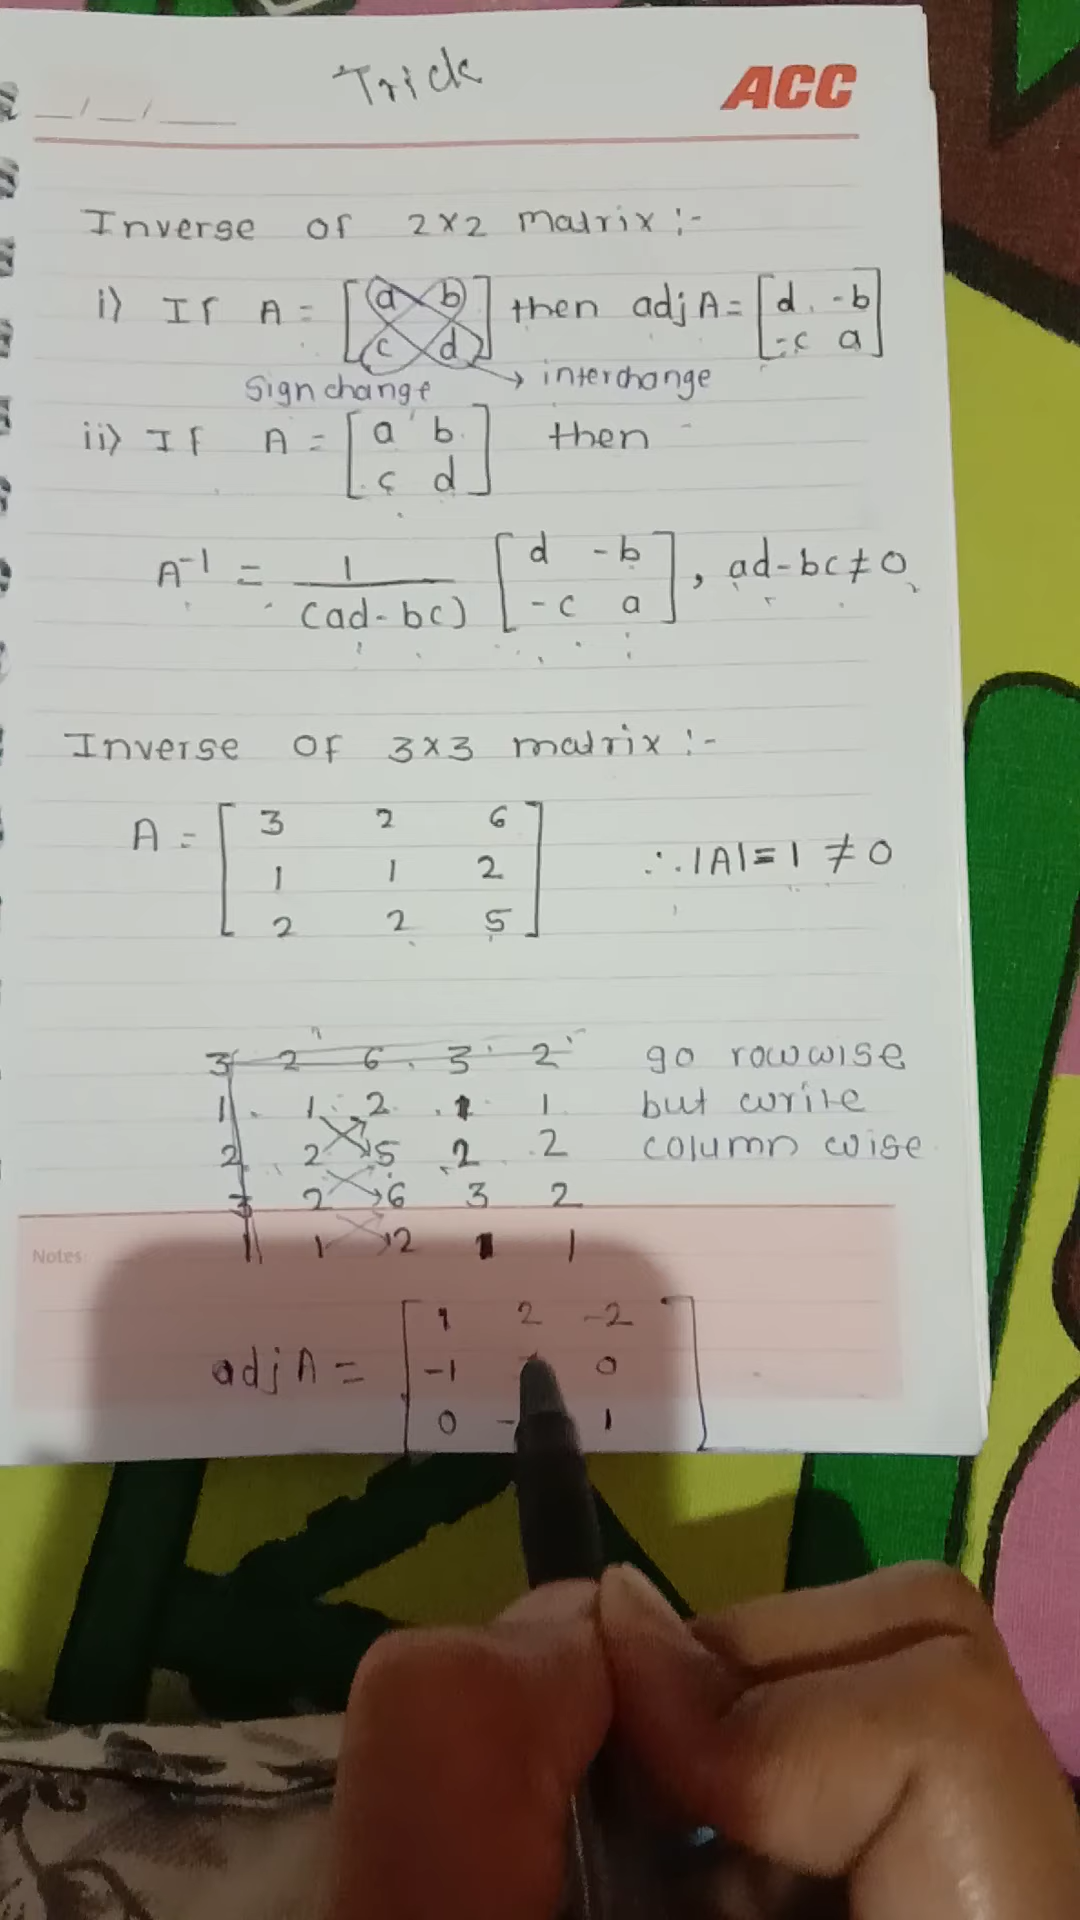 Trick
ACC
_/_/__
Inverse of 2×2 matrix :-
i) If A = [a b] then adj A = [d -b]
[c d] [-c a]
Sign change → interchange
ii) If A = [a b] then
[c d]
A⁻¹ = 1 [d -b] , ad-bc≠0
(ad-bc) [-c a]
Inverse of 3×3 matrix :-
A = [3 2 6]
[1 1 2] ∴ |A| = 1 ≠ 0
[2 2 5]
3 2 6 3 2 go rowwise
1 1 2 1 1 but write
2 2 5 2 2 column wise
3 2 6 3 2
Notes 1 1 2 1 1
[1 2 -2]
adj A = [-1 0]
[0 - 1]